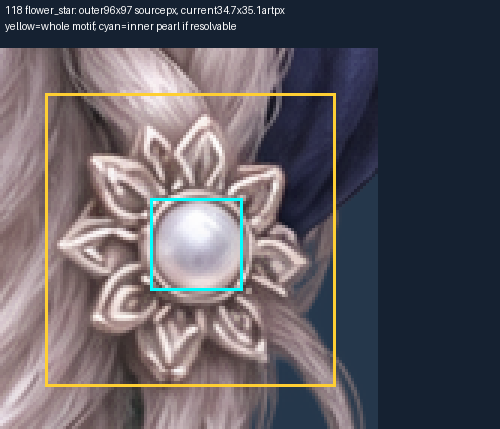 118 flower_star: outer96x97 sourcepx, current34.7x35.1artpx
yellow=whole motif; cyan=inner pearl if resolvable